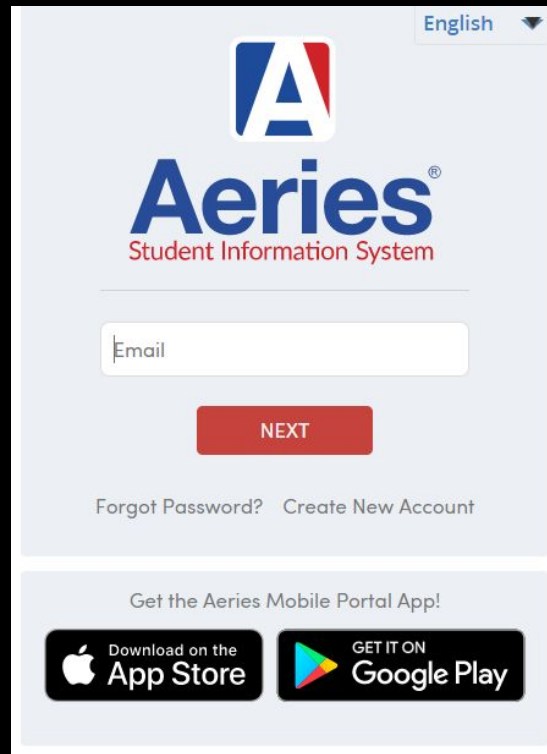 English
A
Aeries®
Student Information System
Email
NEXT
Forgot Password? Create New Account
Get the Aeries Mobile Portal App!
Download on the
App Store
GET IT ON
Google Play